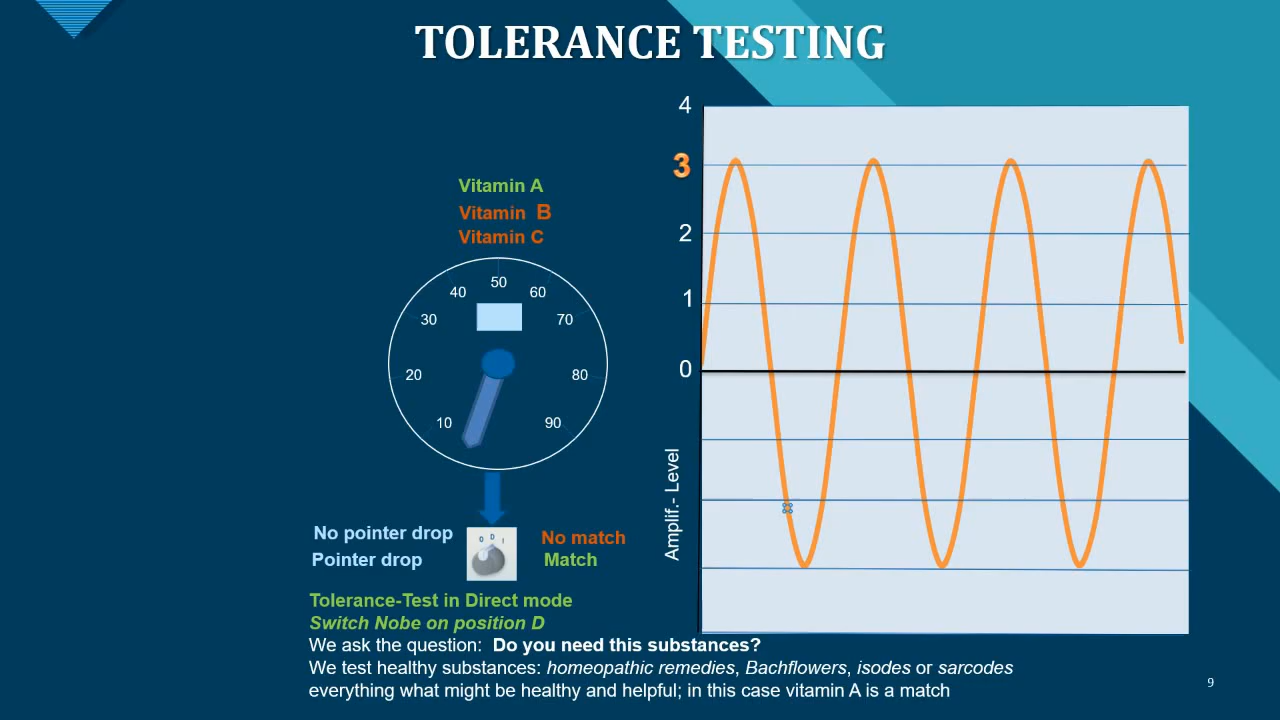 TOLERANCE TESTING
Vitamin A
Vitamin B
Vitamin C
50
40
60
30
70
20
80
10
90
4
3
2
1
0
Amplif.- Level
No pointer drop
Pointer drop
O D I
No match
Match
Tolerance-Test in Direct mode
Switch Nobe on position D
We ask the question: Do you need this substances?
We test healthy substances: homeopathic remedies, Bachflowers, isodes or sarcodes
everything what might be healthy and helpful; in this case vitamin A is a match
9